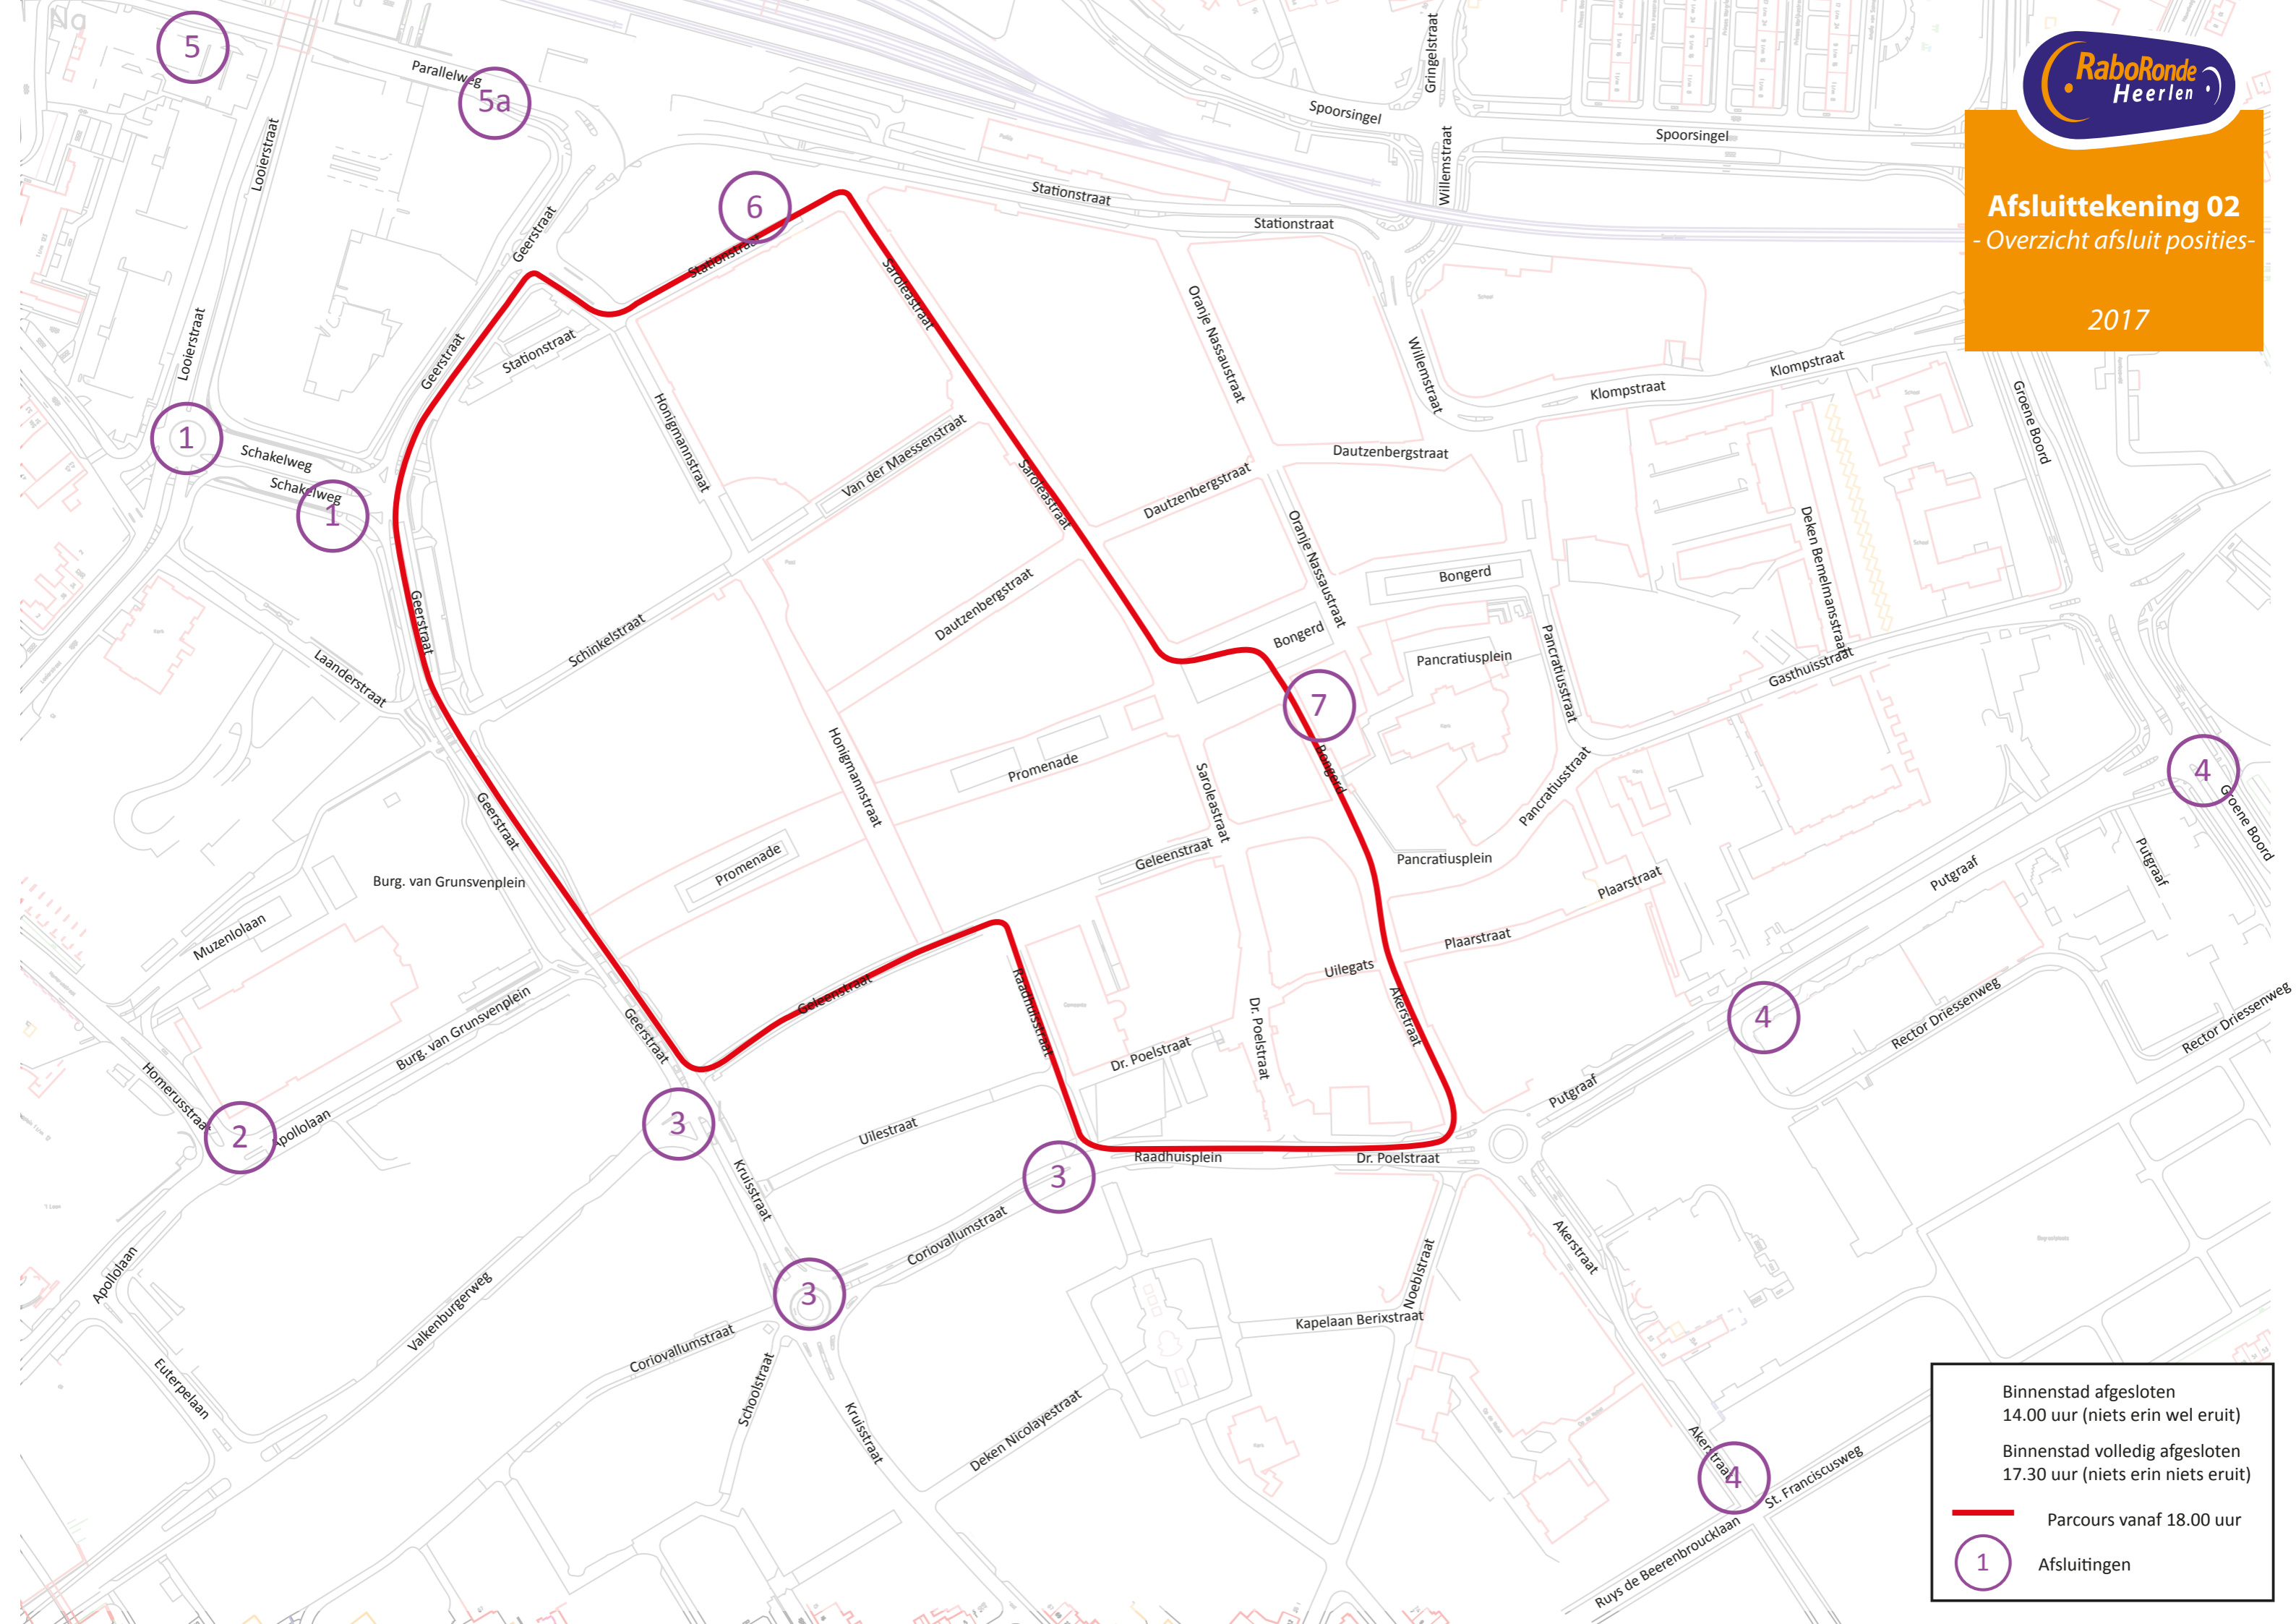 Na
5
Parallelweg
5a
Looierstraat
Gringelstraat
Spoorsingel
Spoorsingel
Willemstraat
RaboRonde
Heerlen
Afsluittekening 02
- Overzicht afsluit posities-
2017
6
Stationstraat
Stationstraat
Geerstraat
Stationstraat
Saroleastraat
Oranje Nassaustraat
Looierstraat
Geerstraat
Stationstraat
Willemstraat
Klompstraat
Klompstraat
Groene Boord
Honigmannstraat
Van der Maessenstraat
1
Schakelweg
Schakelweg
1
Saroleastraat
Dautzenbergstraat
Dautzenbergstraat
Oranje Nassaustraat
Deken Bemelmansstraat
Geerstraat
Dautzenbergstraat
Bongerd
Bongerd
Schinkelstraat
Laanderstraat
Pancratiusplein
Pancratiusstraat
Gasthuisstraat
7
Bongerd
Honigmannstraat
Promenade
Saroleastraat
Pancratiusstraat
4
Groene Boord
Geerstraat
Promenade
Geleenstraat
Pancratiusplein
Putgraaf
Putgraaf
Burg. van Grunsvenplein
Plaarstraat
Muzenlolaan
Plaarstraat
Uilegats
Geleenstraat
Raadhuisstraat
Akerstraat
4
Rector Driessenweg
Rector Driessenweg
Burg. van Grunsvenplein
Geerstraat
Dr. Poelstraat
Dr. Poelstraat
Homerusstraat
Putgraaf
2
Apollolaan
3
Uilestraat
Raadhuisplein
Dr. Poelstraat
3
Kruisstraat
Coriovallumstraat
Akerstraat
Apollolaan
Valkenburgerweg
3
Noeblstraat
Kapelaan Berixstraat
Coriovallumstraat
Euterpelaan
Schoolstraat
Kruisstraat
Deken Nicolayestraat
Akerstraat
4
St. Franciscusweg
Ruys de Beerenbroucklaan
Binnenstad afgesloten
14.00 uur (niets erin wel eruit)
Binnenstad volledig afgesloten
17.30 uur (niets erin niets eruit)
Parcours vanaf 18.00 uur
1
Afsluitingen